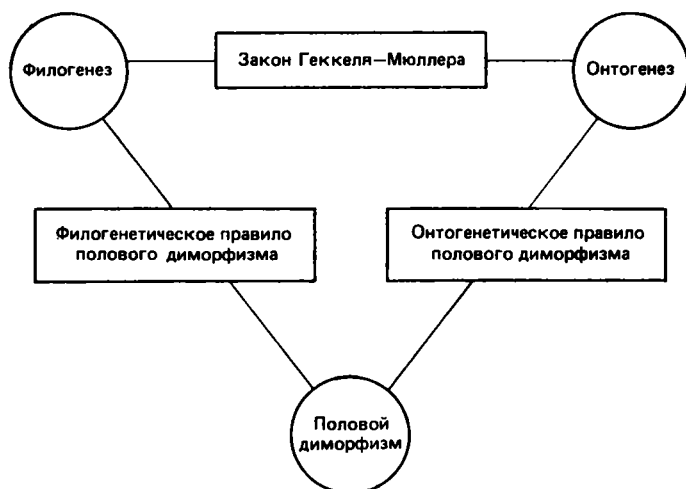 Филогенез
Закон Геккеля—Мюллера
Онтогенез
Филогенетическое правило
полового диморфизма
Онтогенетическое правило
полового диморфизма
Половой
диморфизм